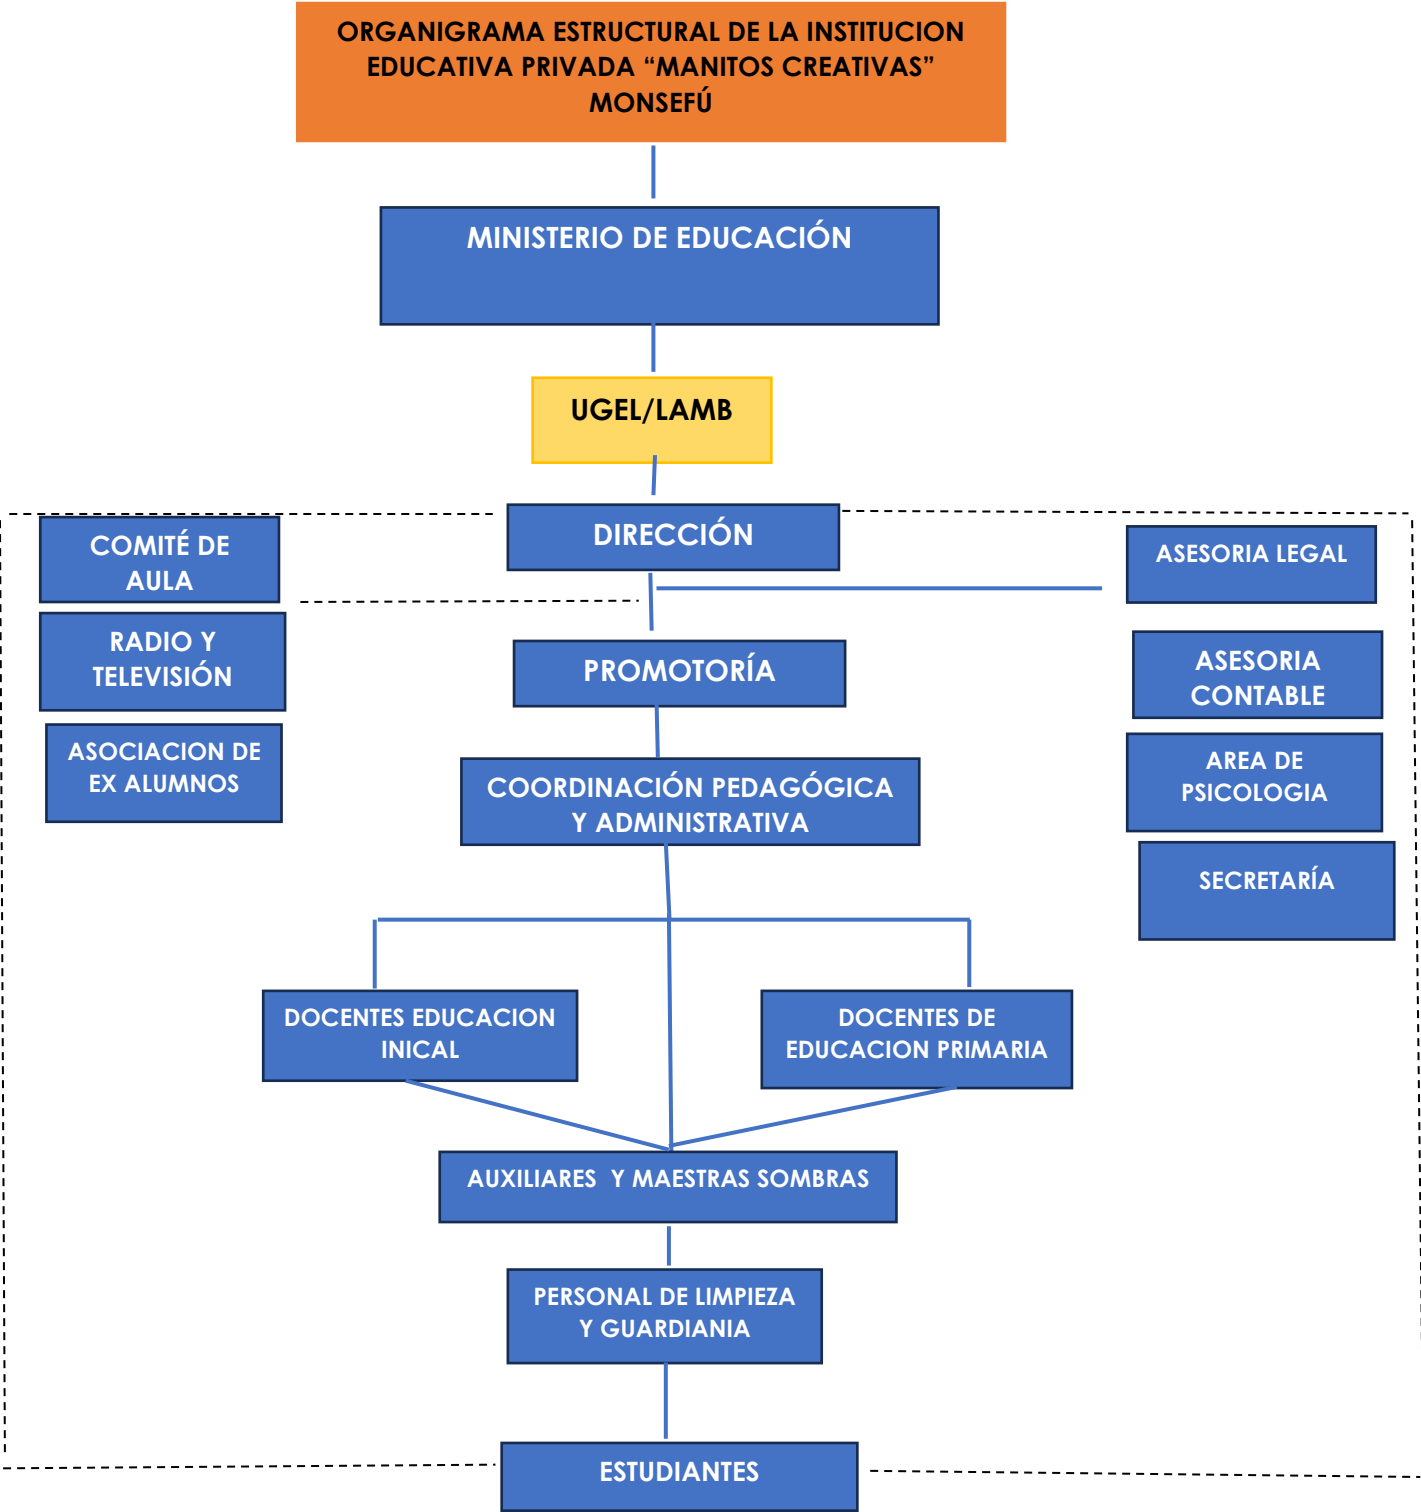 ORGANIGRAMA ESTRUCTURAL DE LA INSTITUCION
EDUCATIVA PRIVADA “MANITOS CREATIVAS”
MONSEFÚ
MINISTERIO DE EDUCACIÓN
UGEL/LAMB
DIRECCIÓN
COMITÉ DE
AULA
RADIO Y
TELEVISIÓN
ASOCIACION DE
EX ALUMNOS
ASESORIA LEGAL
ASESORIA
CONTABLE
AREA DE
PSICOLOGIA
SECRETARÍA
PROMOTORÍA
COORDINACIÓN PEDAGÓGICA
Y ADMINISTRATIVA
DOCENTES EDUCACION
INICAL
DOCENTES DE
EDUCACION PRIMARIA
AUXILIARES  Y MAESTRAS SOMBRAS
PERSONAL DE LIMPIEZA
Y GUARDIANIA
ESTUDIANTES